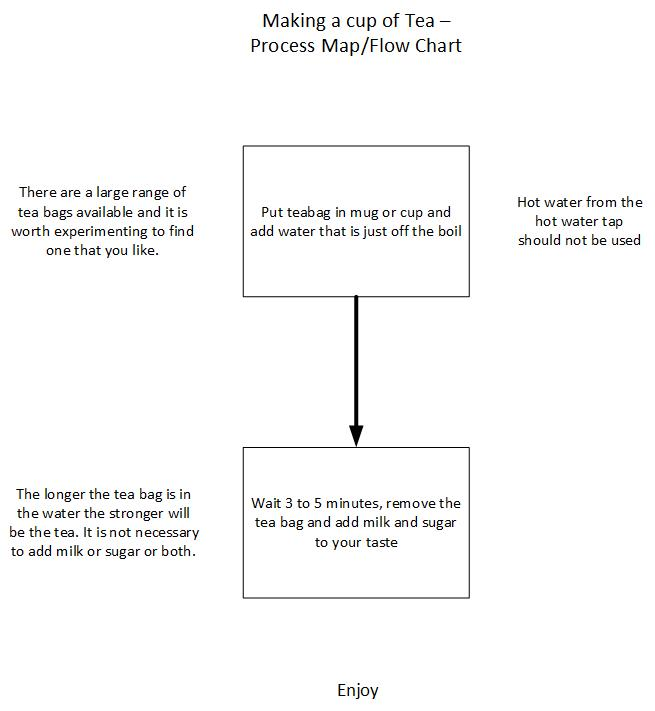 Making a cup of Tea –
Process Map/Flow Chart
There are a large range of
tea bags available and it is
worth experimenting to find
one that you like.
Put teabag in mug or cup and
add water that is just off the boil
Hot water from the
hot water tap
should not be used
The longer the tea bag is in
the water the stronger will
be the tea. It is not necessary
to add milk or sugar or both.
Wait 3 to 5 minutes, remove the
tea bag and add milk and sugar
to your taste
Enjoy